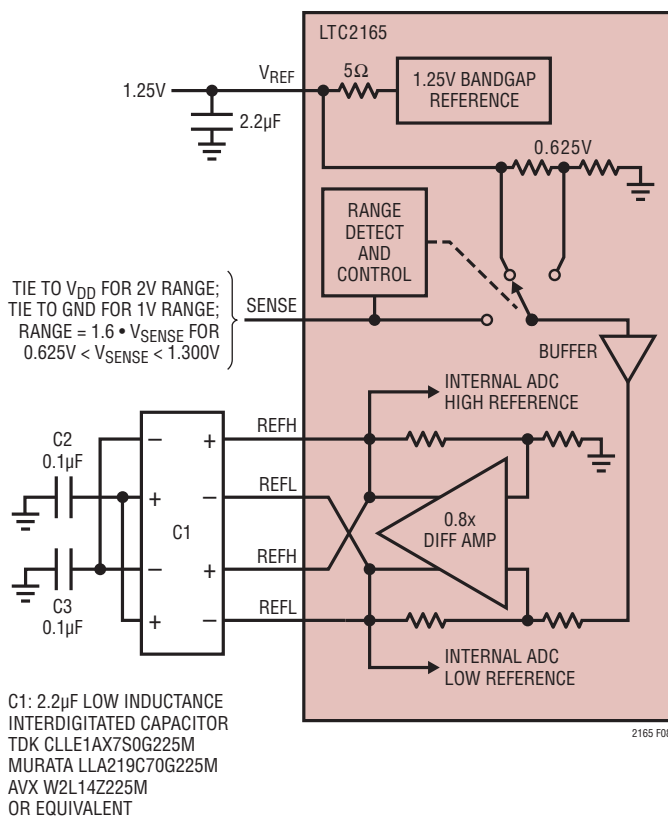 LTC2165
1.25V
VREF
5Ω
1.25V BANDGAP
REFERENCE
2.2µF
0.625V
RANGE
DETECT
AND
CONTROL
TIE TO VDD FOR 2V RANGE;
TIE TO GND FOR 1V RANGE;
RANGE = 1.6 • VSENSE FOR
0.625V < VSENSE < 1.300V
SENSE
BUFFER
INTERNAL ADC
HIGH REFERENCE
C2
0.1µF
C3
0.1µF
– +
+ –
– +
+ –
C1
REFH
REFL
REFH
REFL
0.8x
DIFF AMP
INTERNAL ADC
LOW REFERENCE
C1: 2.2µF LOW INDUCTANCE
INTERDIGITATED CAPACITOR
TDK CLLE1AX7S0G225M
MURATA LLA219C70G225M
AVX W2L14Z225M
OR EQUIVALENT